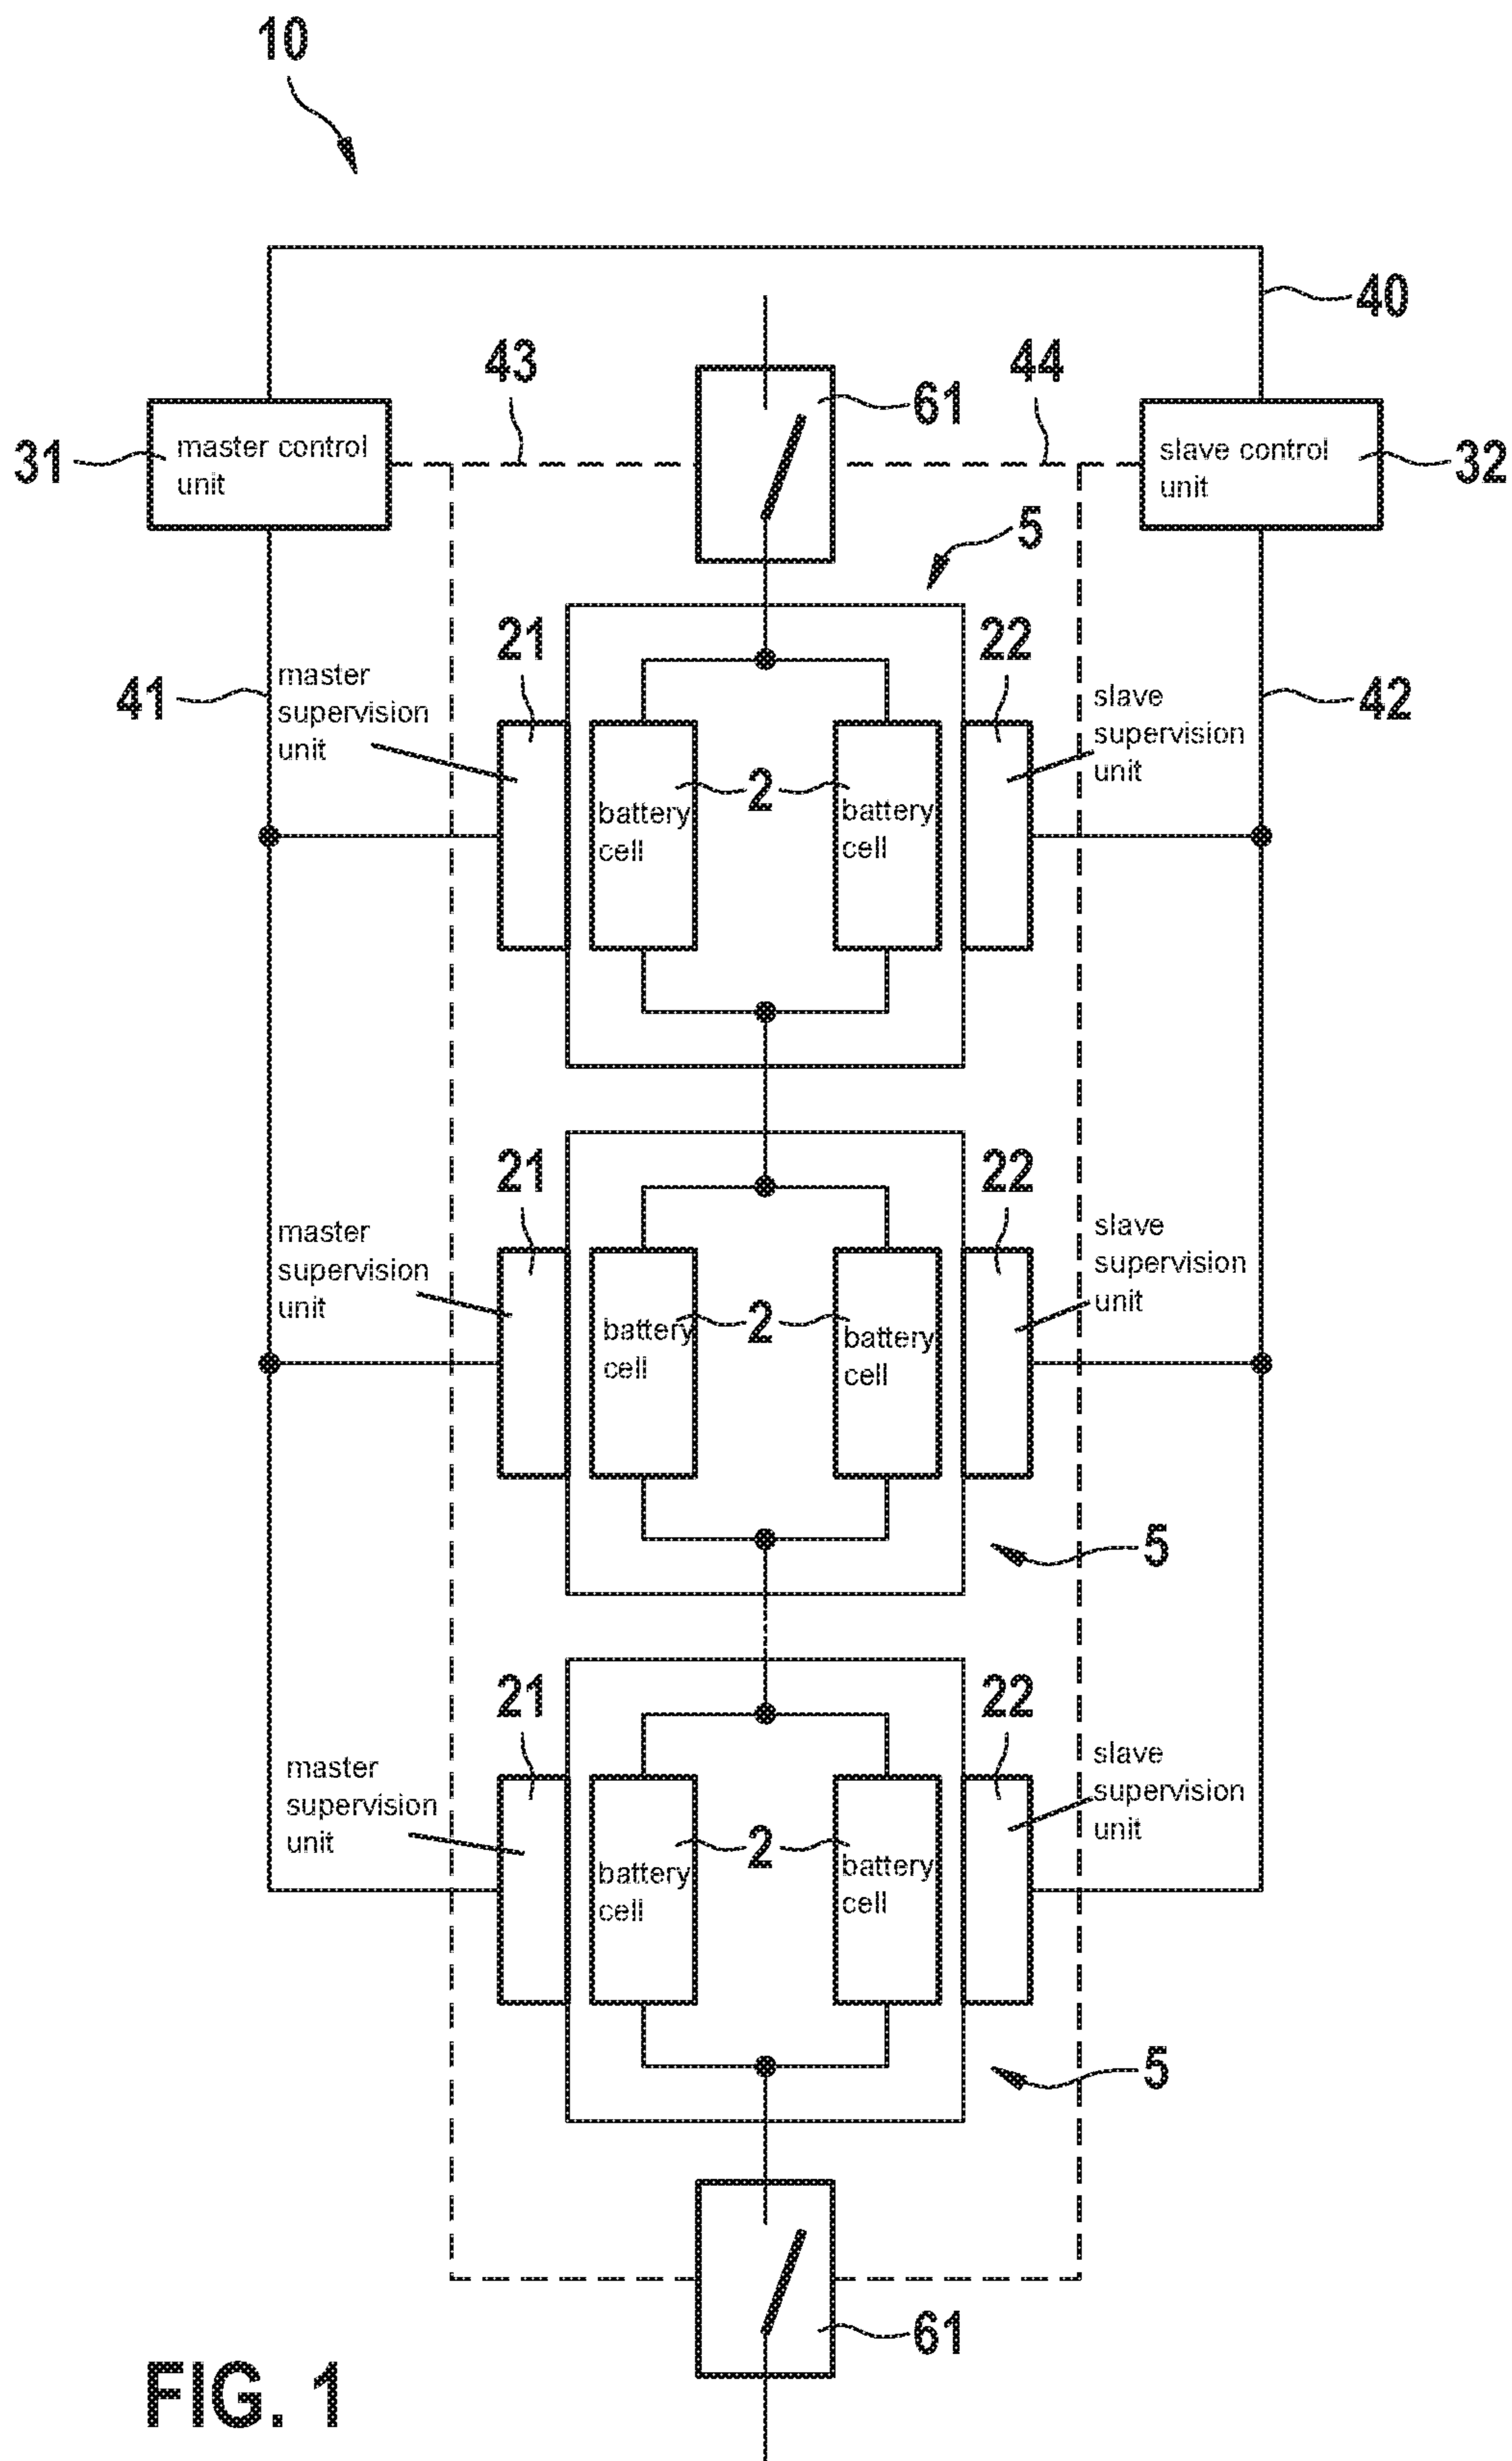 10
40
43
44
61
31
master control
unit
slave control
unit
32
5
21
22
41
master
supervision
unit
slave
supervision
unit
42
2
battery
cell
battery
cell
21
22
master
supervision
unit
slave
supervision
unit
2
battery
cell
battery
cell
5
21
22
master
supervision
unit
slave
supervision
unit
2
battery
cell
battery
cell
5
61
FIG. 1